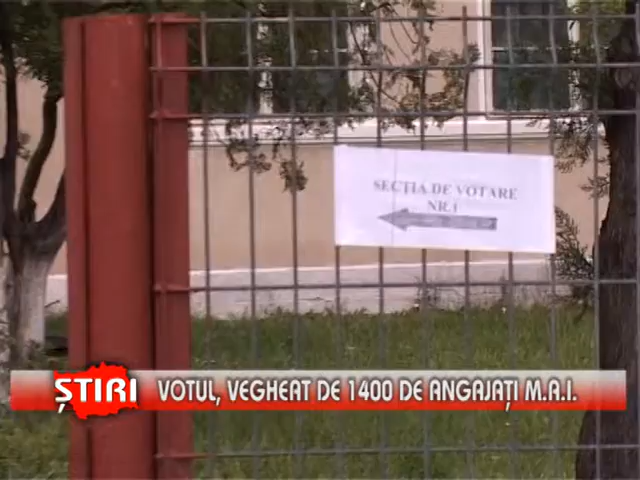 SECȚIA DE VOTARE
NR.1
ȘTIRI
VOTUL, VEGHEAT DE 1400 DE ANGAJAȚI M.A.I.